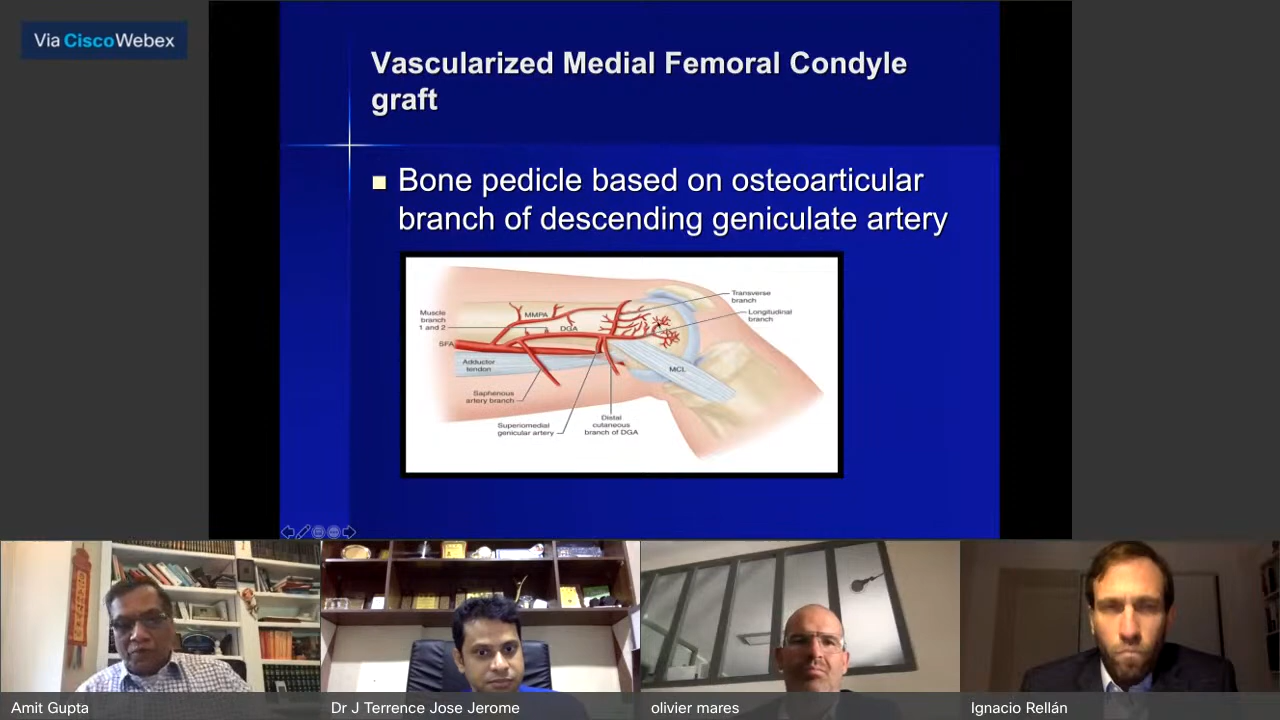 Via Cisco Webex
Vascularized Medial Femoral Condyle
graft
Bone pedicle based on osteoarticular
branch of descending geniculate artery
Transverse
branch
Longitudinal
branch
Muscle
branch
1 and 2
MMPA
DGA
SFA
Adductor
tendon
MCL
Saphenous
artery branch
Superiomedial
genicular artery
Distal
cutaneous
branch of DGA
Amit Gupta
Dr J Terrence Jose Jerome
olivier mares
Ignacio Rellán